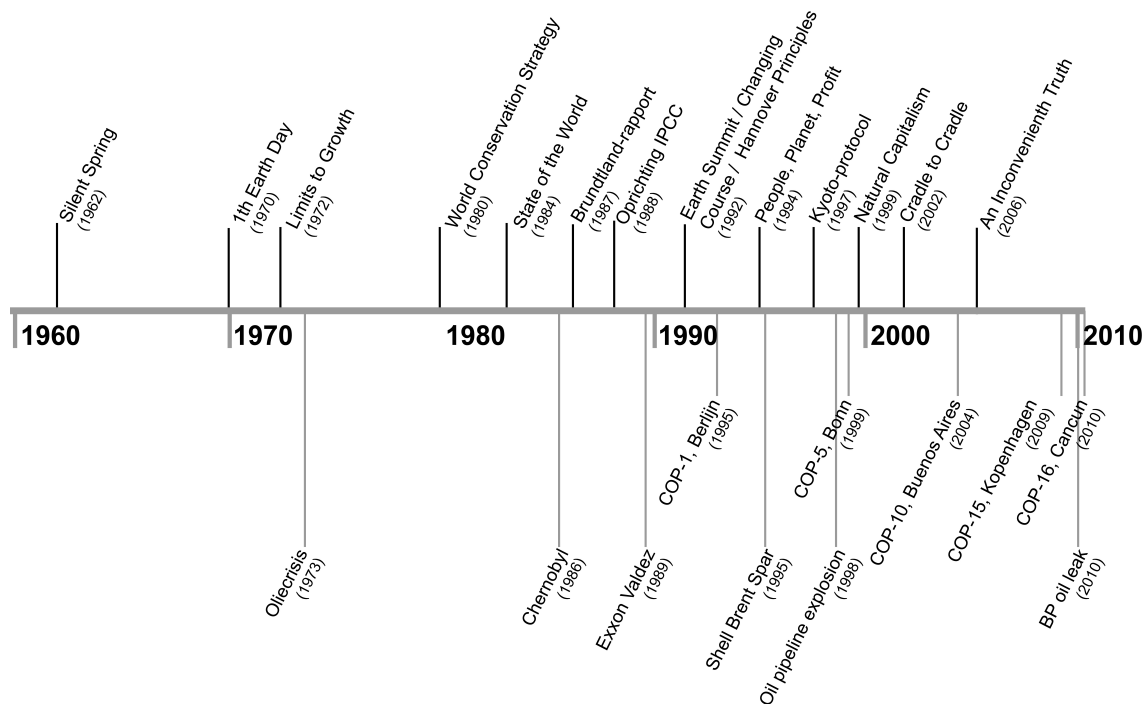 Silent Spring
(1962)
1th Earth Day
(1970)
Limits to Growth
(1972)
World Conservation Strategy
(1980)
State of the World
(1984)
Brundtland-rapport
(1987)
Oprichting IPCC
(1988)
Earth Summit / Changing
Course / Hannover Principles
(1992)
People, Planet, Profit
(1994)
Kyoto-protocol
(1997)
Natural Capitalism
(1999)
Cradle to Cradle
(2002)
An Inconvenienth Truth
(2006)
1960
1970
1980
1990
2000
2010
COP-1, Berlijn
(1995)
COP-5, Bonn
(1999)
COP-10, Buenos Aires
(2004)
COP-15, Kopenhagen
(2009)
COP-16, Cancun
(2010)
Oliecrisis
(1973)
Chernobyl
(1986)
Exxon Valdez
(1989)
Shell Brent Spar
(1995)
Oil pipeline explosion
(1998)
BP oil leak
(2010)